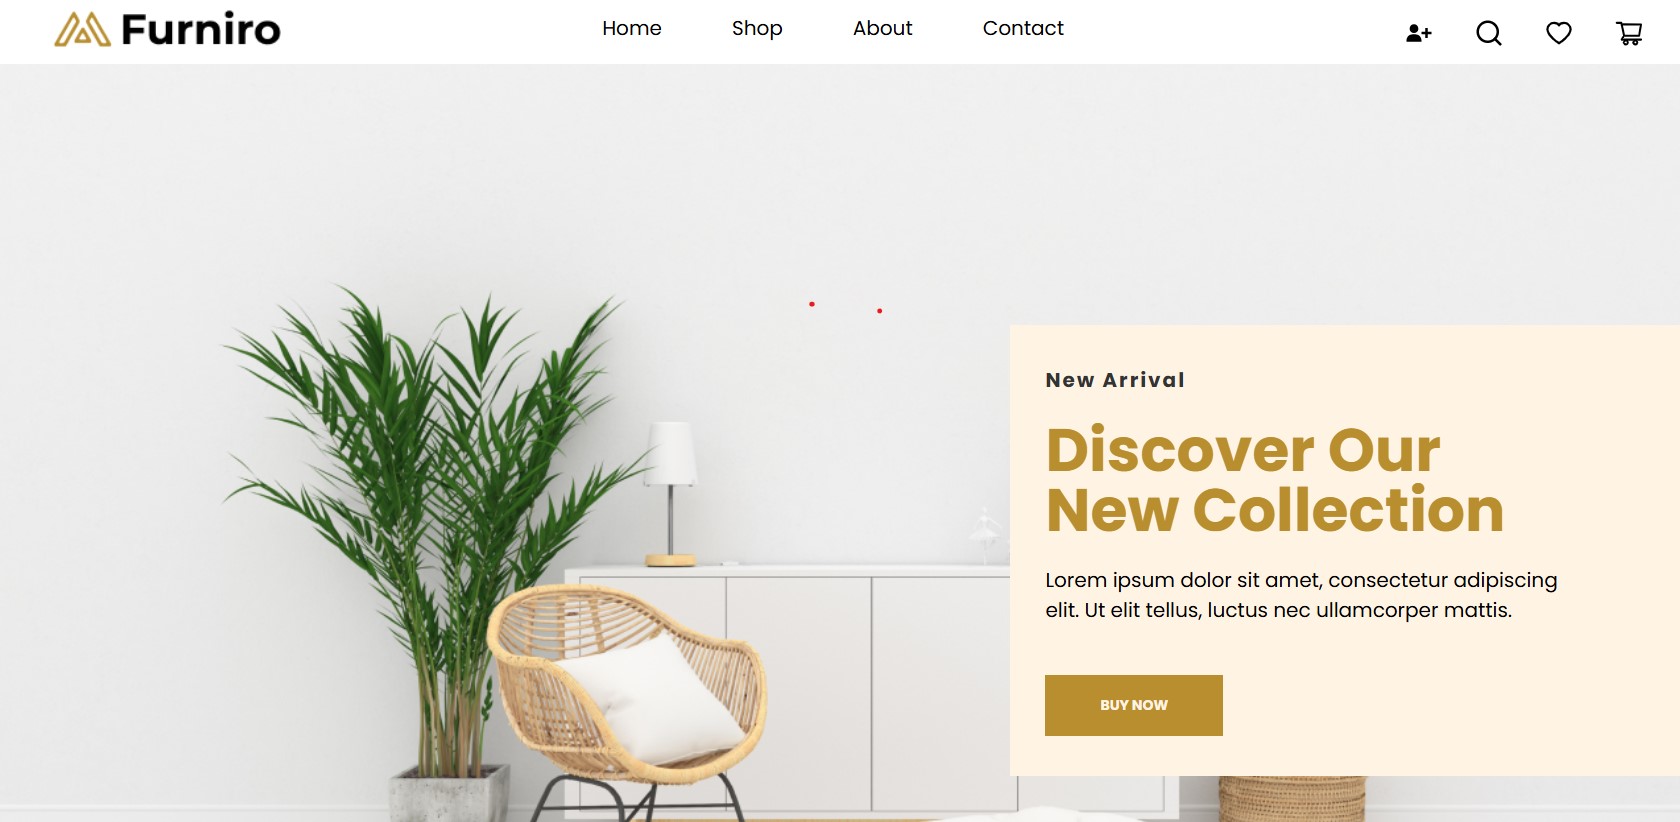 Furniro
Home Shop About Contact
New Arrival
Discover Our
New Collection
Lorem ipsum dolor sit amet, consectetur adipiscing
elit. Ut elit tellus, luctus nec ullamcorper mattis.
BUY NOW